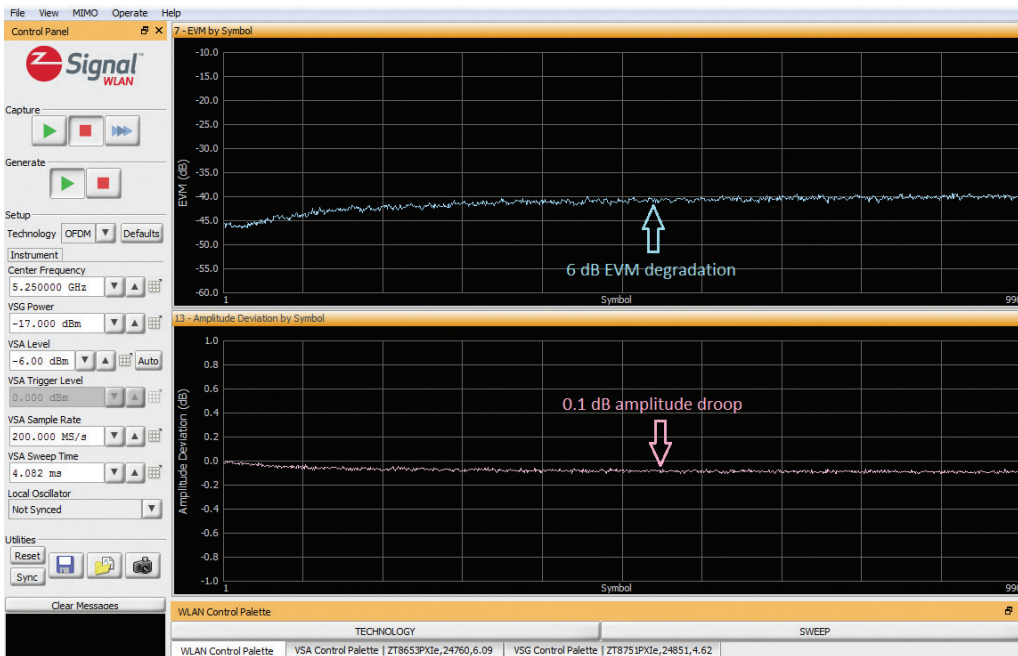 File View MIMO Operate Help
Control Panel
Z Signal™
WLAN
Capture
Generate
Setup
Technology OFDM Defaults
Instrument
Center Frequency
5.250000 GHz
VSG Power
-17.000 dBm
VSA Level
-6.00 dBm Auto
VSA Trigger Level
0.000 dBm
VSA Sample Rate
200.000 MS/s
VSA Sweep Time
4.082 ms
Local Oscillator
Not Synced
Utilities
Reset
Sync
Clear Messages
7 - EVM by Symbol
-10.0
-15.0
-20.0
-25.0
-30.0
-35.0
-40.0
-45.0
-50.0
-55.0
-60.0
EVM (dB)
6 dB EVM degradation
1 Symbol 990
13 - Amplitude Deviation by Symbol
1.0
0.8
0.6
0.4
0.2
0.0
-0.2
-0.4
-0.6
-0.8
-1.0
Amplitude Deviation (dB)
0.1 dB amplitude droop
1 Symbol 990
WLAN Control Palette
TECHNOLOGY SWEEP
WLAN Control Palette VSA Control Palette | ZT8653PXIe,24760,6.09 VSG Control Palette | ZT8751PXIe,24851,4.62